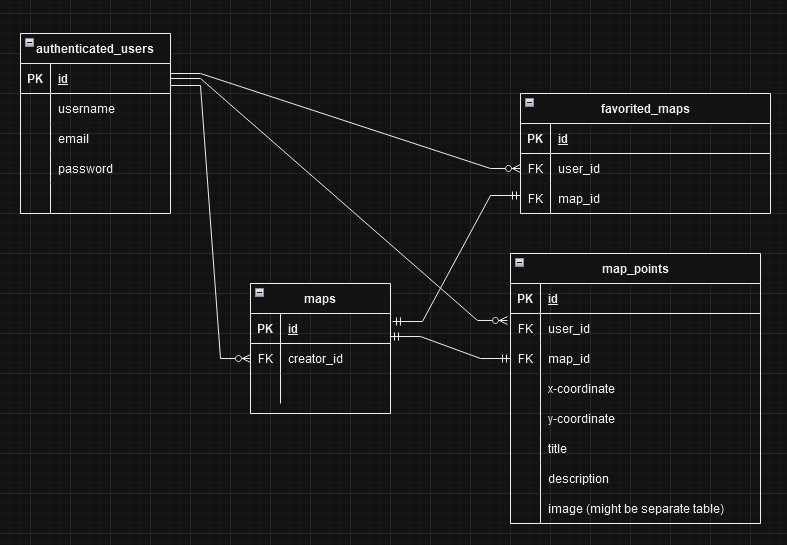 authenticated_users
PK id
username
email
password
favorited_maps
PK id
FK user_id
FK map_id
maps
PK id
FK creator_id
map_points
PK id
user_id
FK map_id
x-coordinate
y-coordinate
title
description
image (might be separate table)